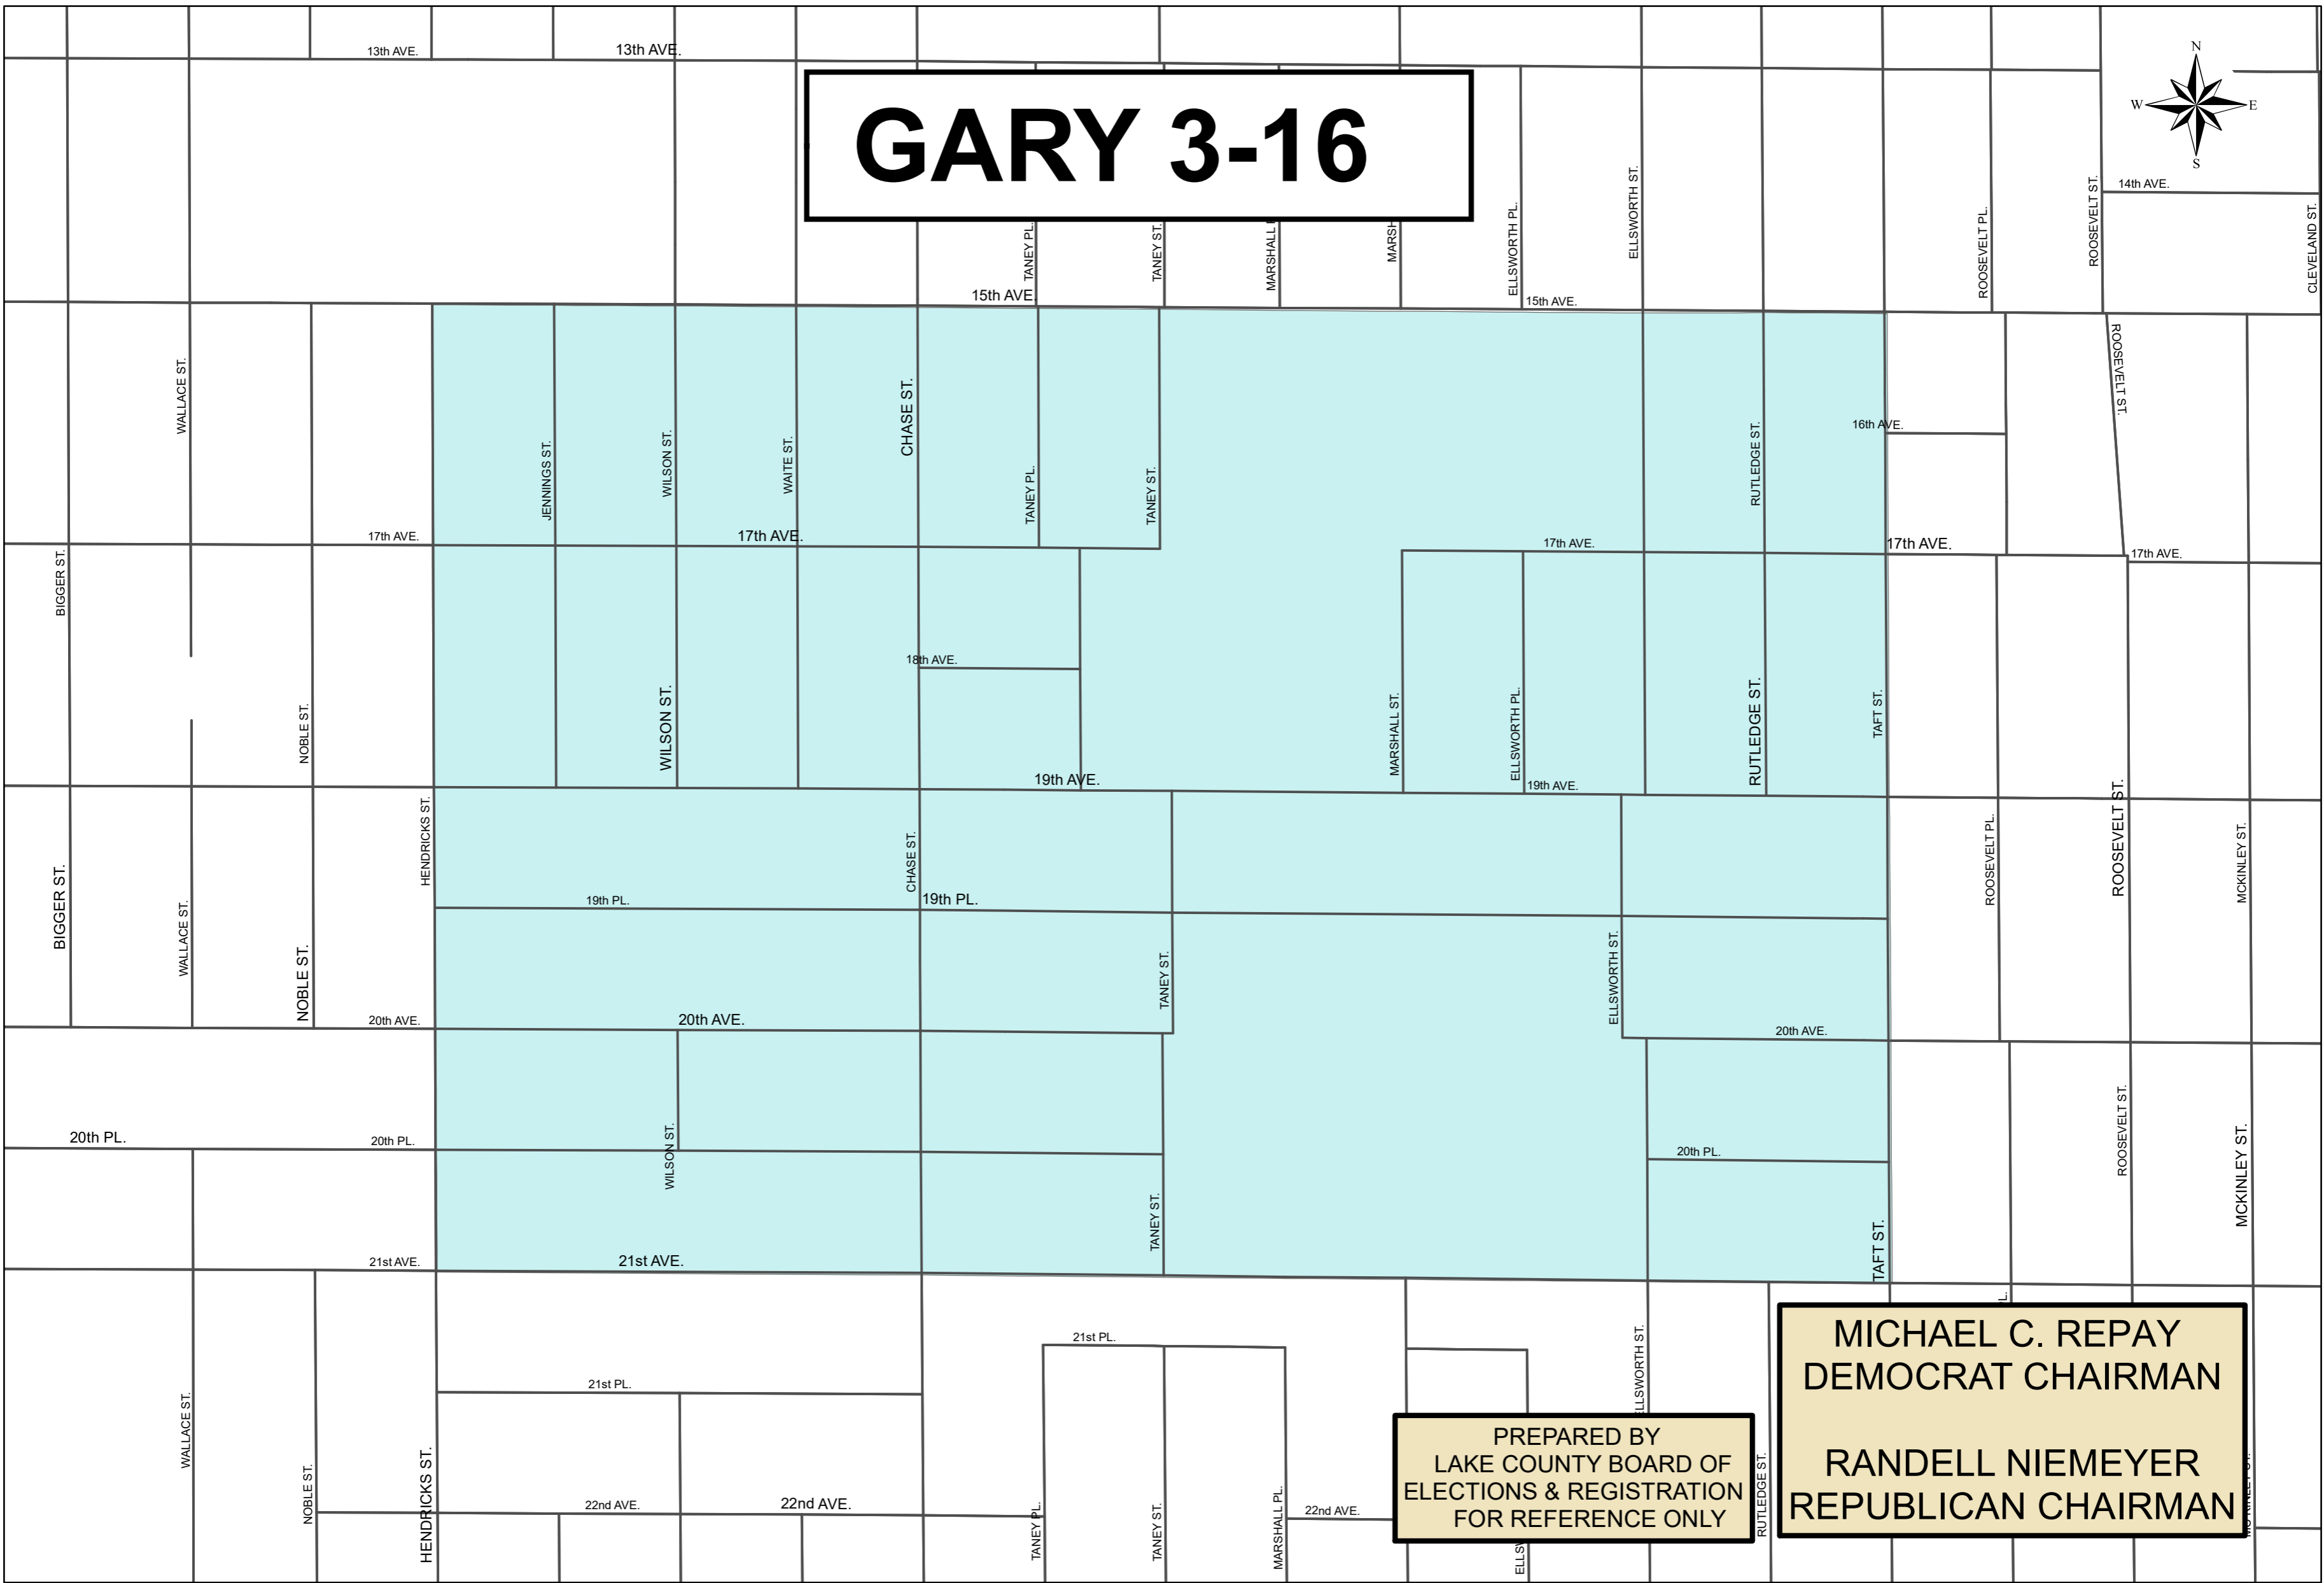 13th AVE.
13th AVE.
N
W
E
S
GARY 3-16
14th AVE.
ELLSWORTH ST.
ROOSEVELT ST.
CLEVELAND ST.
TANEY PL.
TANEY ST.
MARSHALL
ELLSWORTH PL.
ROOSEVELT PL.
15th AVE.
15th AVE.
WALLACE ST.
CHASE ST.
ROOSEVELT ST.
JENNINGS ST.
WILSON ST.
WAITE ST.
TANEY PL.
TANEY ST.
RUTLEDGE ST.
16th AVE.
17th AVE.
17th AVE.
17th AVE.
17th AVE.
17th AVE.
BIGGER ST.
18th AVE.
NOBLE ST.
WILSON ST.
MARSHALL ST.
ELLSWORTH PL.
RUTLEDGE ST.
TAFT ST.
19th AVE.
19th AVE.
HENDRICKS ST.
CHASE ST.
ROOSEVELT PL.
ROOSEVELT ST.
MCKINLEY ST.
19th PL.
19th PL.
BIGGER ST.
WALLACE ST.
NOBLE ST.
TANEY ST.
ELLSWORTH ST.
20th AVE.
20th AVE.
20th AVE.
20th PL.
20th PL.
WILSON ST.
20th PL.
ROOSEVELT ST.
MCKINLEY ST.
TANEY ST.
TAFT ST.
21st AVE.
21st AVE.
21st PL.
21st PL.
WALLACE ST.
NOBLE ST.
HENDRICKS ST.
22nd AVE.
22nd AVE.
TANEY PL.
TANEY ST.
MARSHALL PL.
22nd AVE.
ELLSWORTH ST.
RUTLEDGE ST.
PREPARED BY
LAKE COUNTY BOARD OF
ELECTIONS & REGISTRATION
FOR REFERENCE ONLY
MICHAEL C. REPAY
DEMOCRAT CHAIRMAN
RANDELL NIEMEYER
REPUBLICAN CHAIRMAN